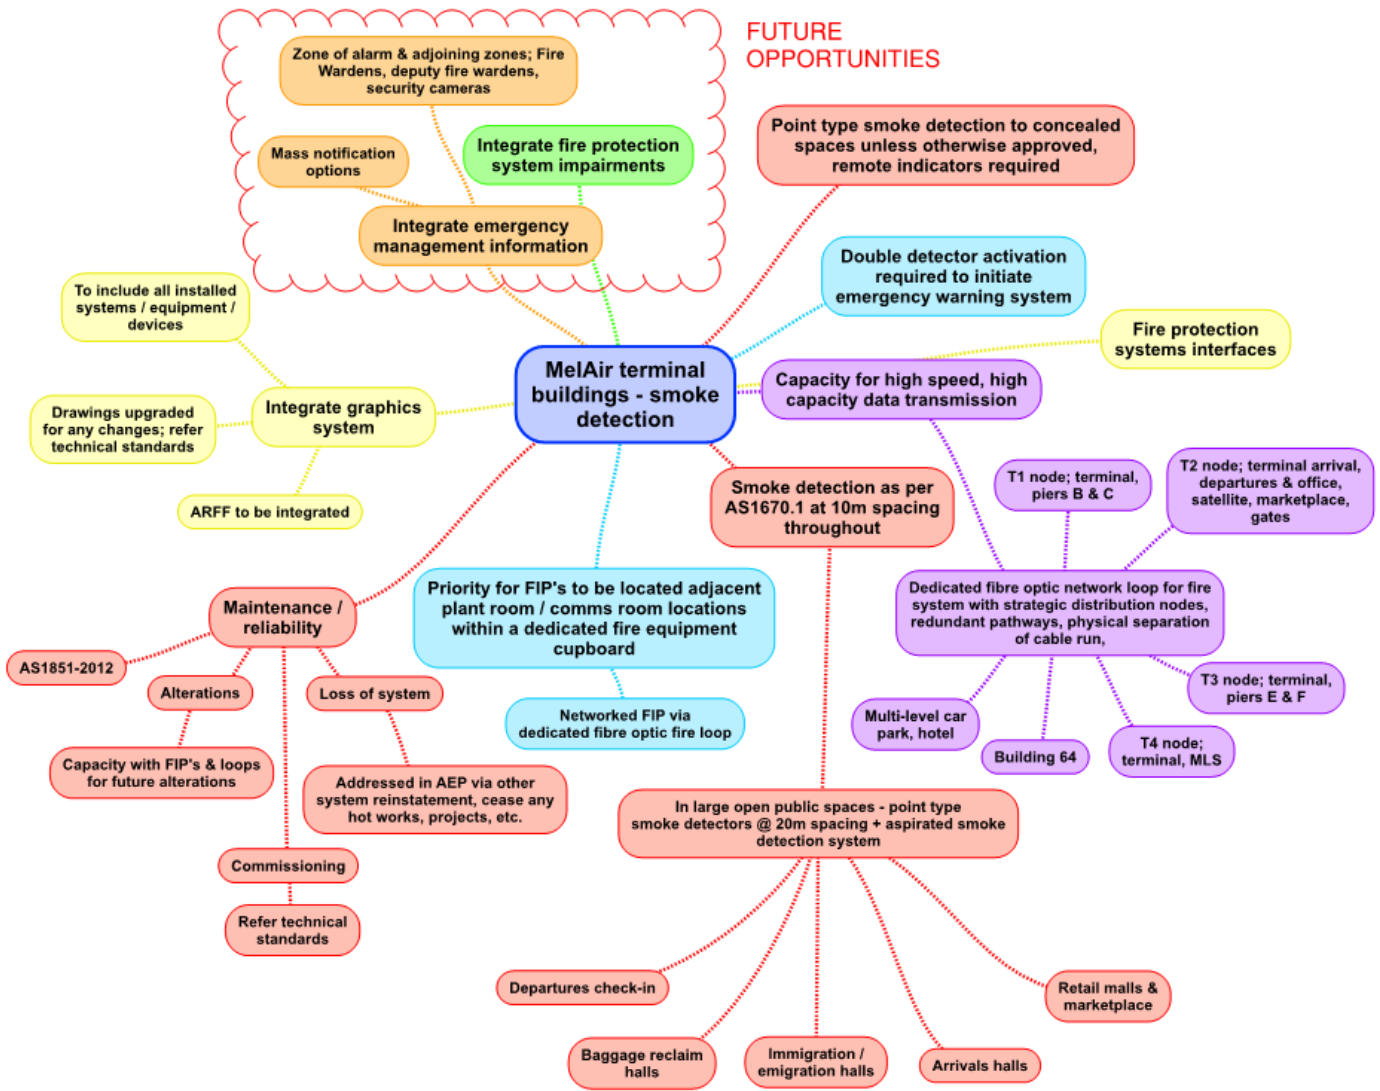 FUTURE
OPPORTUNITIES
Zone of alarm & adjoining zones; Fire
Wardens, deputy fire wardens,
security cameras
Mass notification
options
Integrate fire protection
system impairments
Integrate emergency
management information
Point type smoke detection to concealed
spaces unless otherwise approved,
remote indicators required
Double detector activation
required to initiate
emergency warning system
To include all installed
systems / equipment /
devices
Fire protection
systems interfaces
MelAir terminal
buildings - smoke
detection
Capacity for high speed, high
capacity data transmission
Drawings upgraded
for any changes; refer
technical standards
Integrate graphics
system
ARFF to be integrated
Smoke detection as per
AS1670.1 at 10m spacing
throughout
T1 node; terminal,
piers B & C
T2 node; terminal arrival,
departures & office,
satellite, marketplace,
gates
Priority for FIP's to be located adjacent
plant room / comms room locations
within a dedicated fire equipment
cupboard
Networked FIP via
dedicated fibre optic fire loop
Dedicated fibre optic network loop for fire
system with strategic distribution nodes,
redundant pathways, physical separation
of cable run,
T3 node; terminal,
piers E & F
Multi-level car
park, hotel
Building 64
T4 node;
terminal, MLS
Maintenance /
reliability
AS1851-2012
Alterations
Loss of system
Capacity with FIP's & loops
for future alterations
Addressed in AEP via other
system reinstatement, cease any
hot works, projects, etc.
Commissioning
Refer technical
standards
In large open public spaces - point type
smoke detectors @ 20m spacing + aspirated smoke
detection system
Departures check-in
Baggage reclaim
halls
Immigration /
emigration halls
Arrivals halls
Retail malls &
marketplace